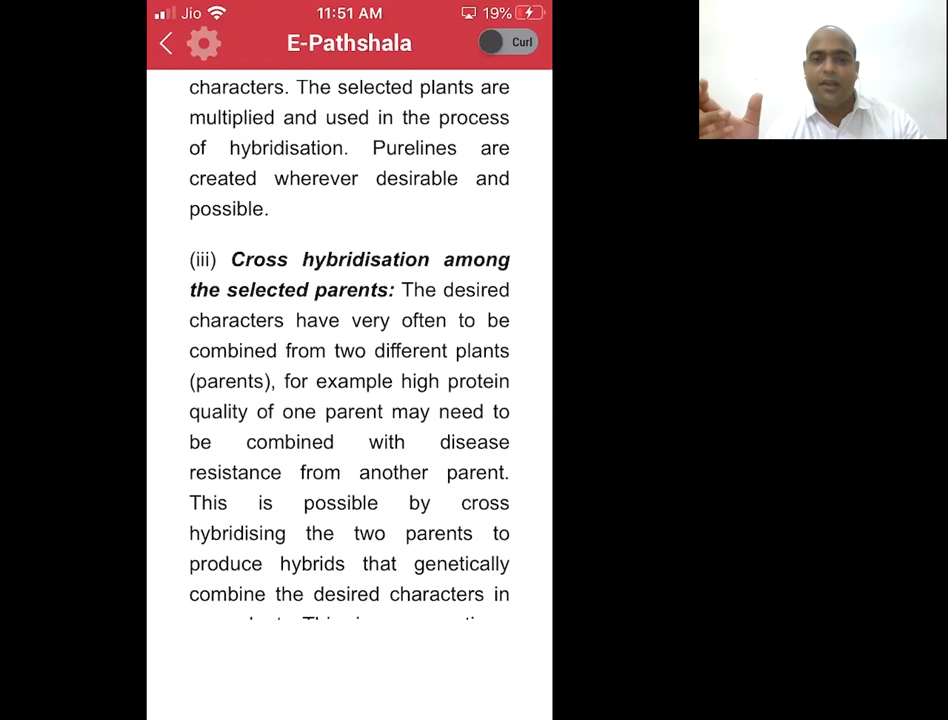 Jio 11:51 AM 19%
E-Pathshala Curl
characters. The selected plants are
multiplied and used in the process
of hybridisation. Purelines are
created wherever desirable and
possible.
(iii) Cross hybridisation among
the selected parents: The desired
characters have very often to be
combined from two different plants
(parents), for example high protein
quality of one parent may need to
be combined with disease
resistance from another parent.
This is possible by cross
hybridising the two parents to
produce hybrids that genetically
combine the desired characters in